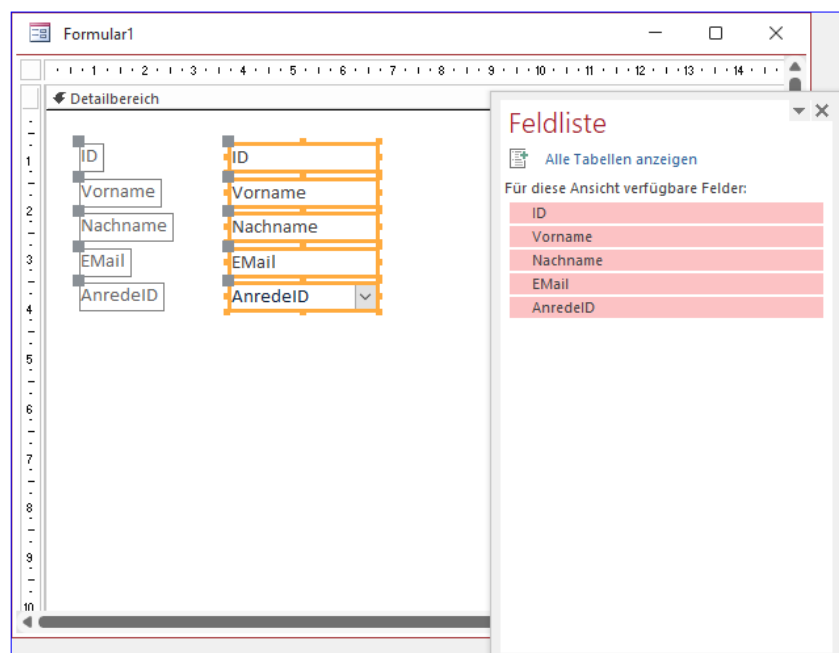 Formular1
1 2 3 4 5 6 7 8 9 10 11 12 13 14
Detailbereich
ID ID
Vorname Vorname
Nachname Nachname
EMail EMail
AnredeID AnredeID
1
2
3
4
5
6
7
8
9
10
Feldliste
Alle Tabellen anzeigen
Für diese Ansicht verfügbare Felder:
ID
Vorname
Nachname
EMail
AnredeID